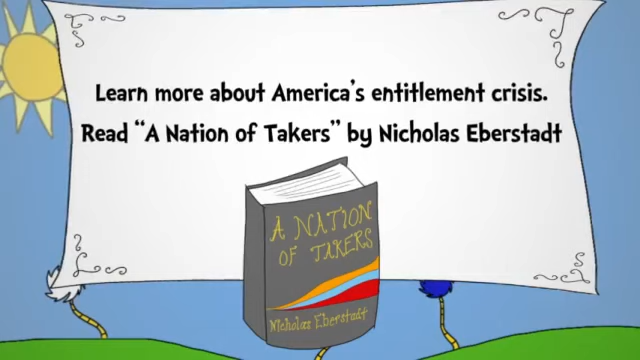 Learn more about America's entitlement crisis.
Read “A Nation of Takers” by Nicholas Eberstadt
A NATION
OF TAKERS
Nicholas Eberstadt